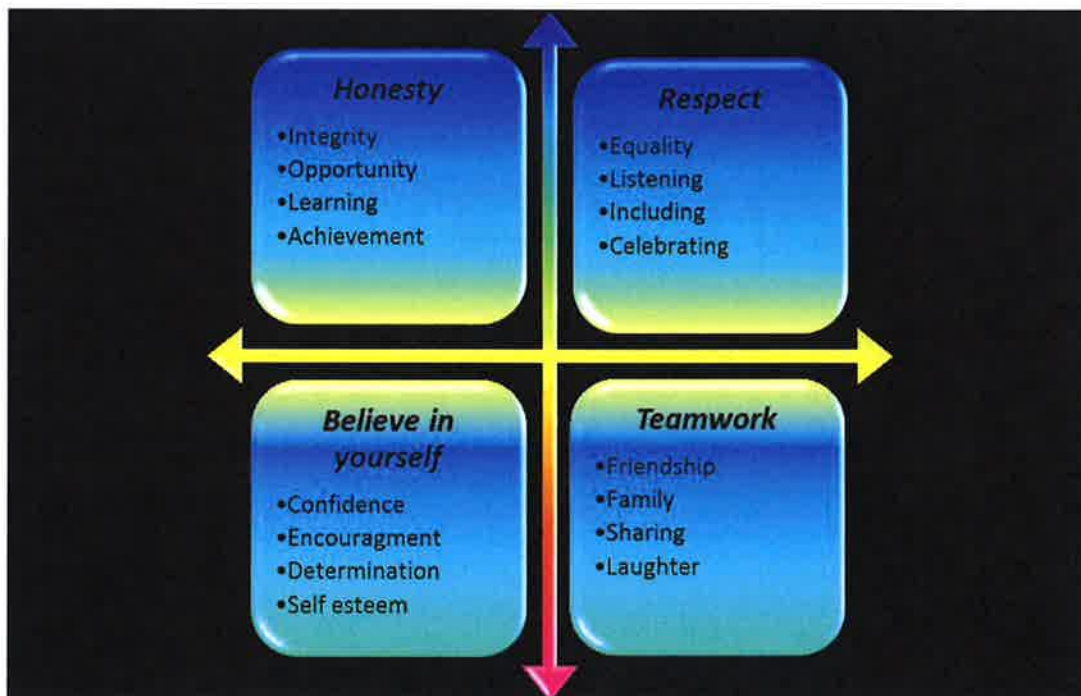 Honesty
•Integrity
•Opportunity
•Learning
•Achievement
Respect
•Equality
•Listening
•Including
•Celebrating
Believe in
yourself
•Confidence
•Encouragment
•Determination
•Self esteem
Teamwork
•Friendship
•Family
•Sharing
•Laughter